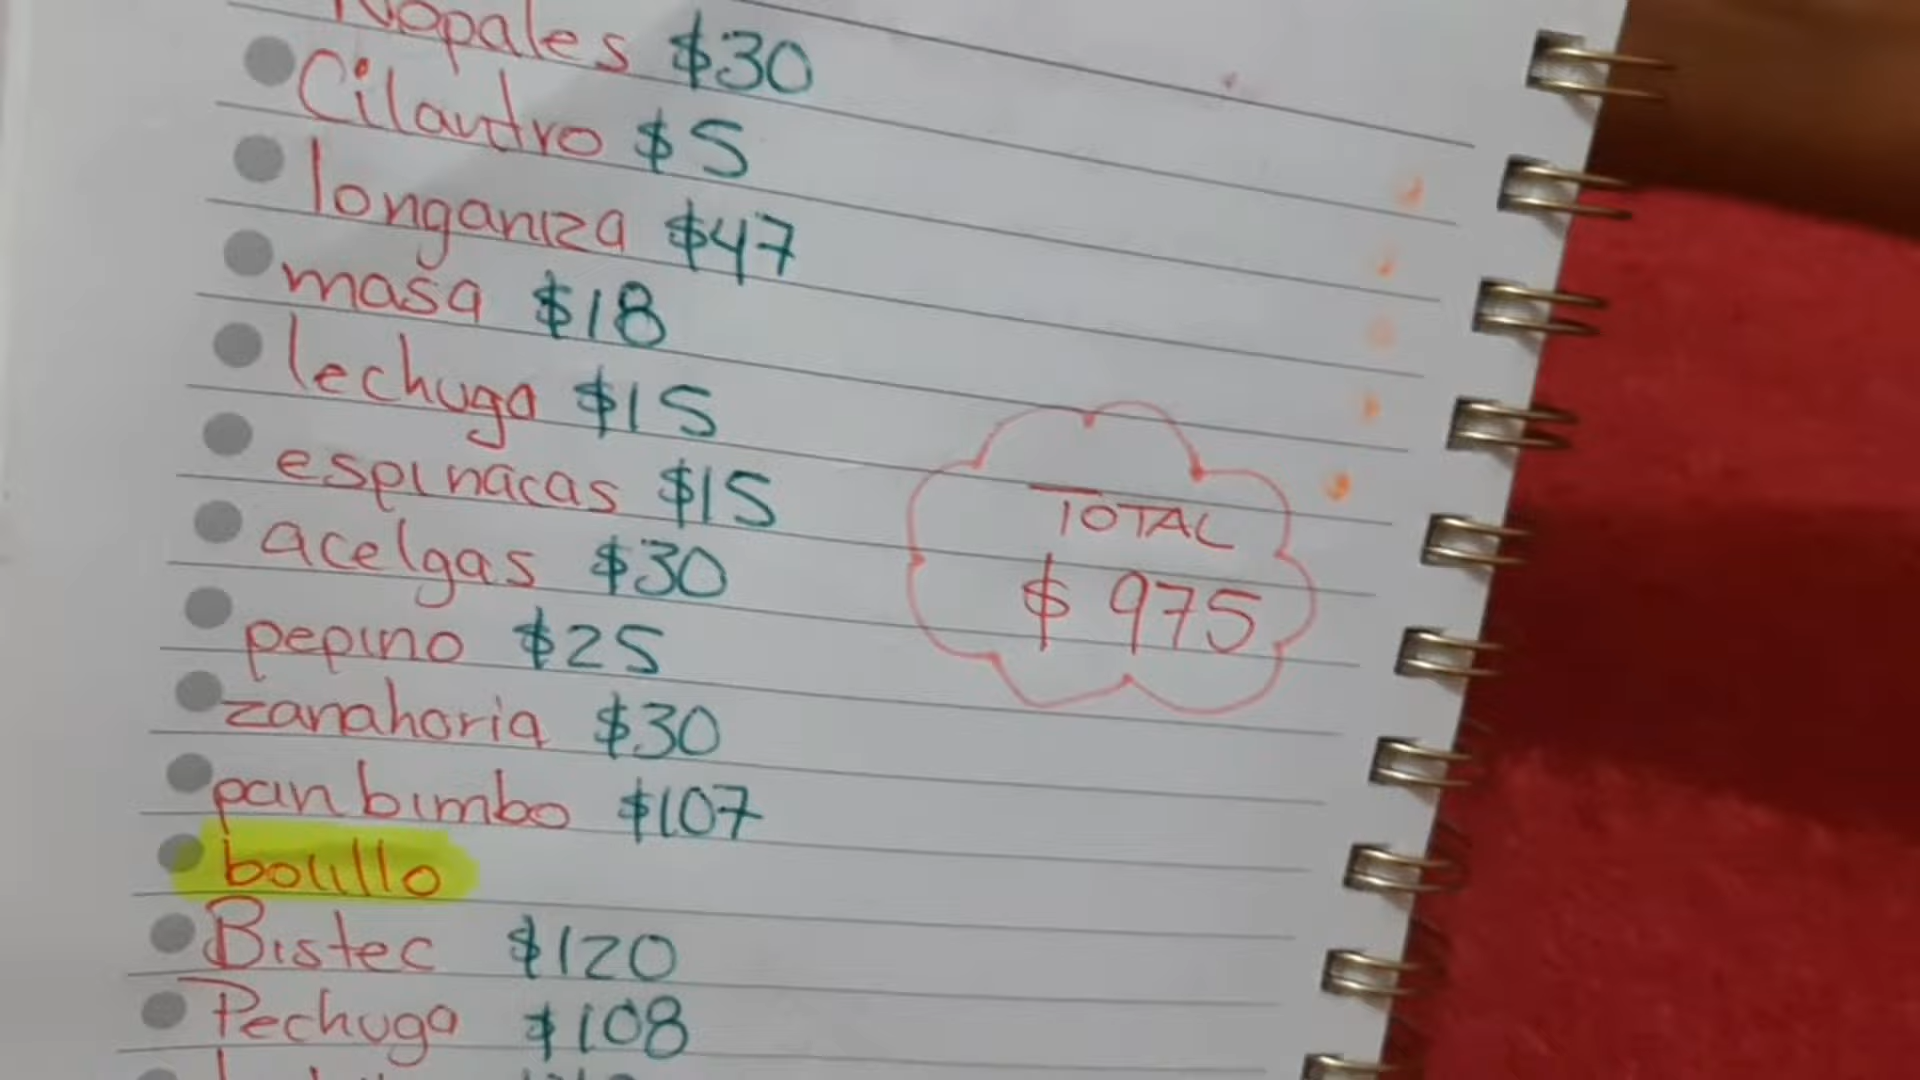 Nopales $30
Cilantro $5
longaniza $47
masa $18
lechuga $15
espinacas $15
acelgas $30
pepino $25
zanahoria $30
pan bimbo $107
bolillo
Bistec $120
Pechuga $108
TOTAL
$ 975